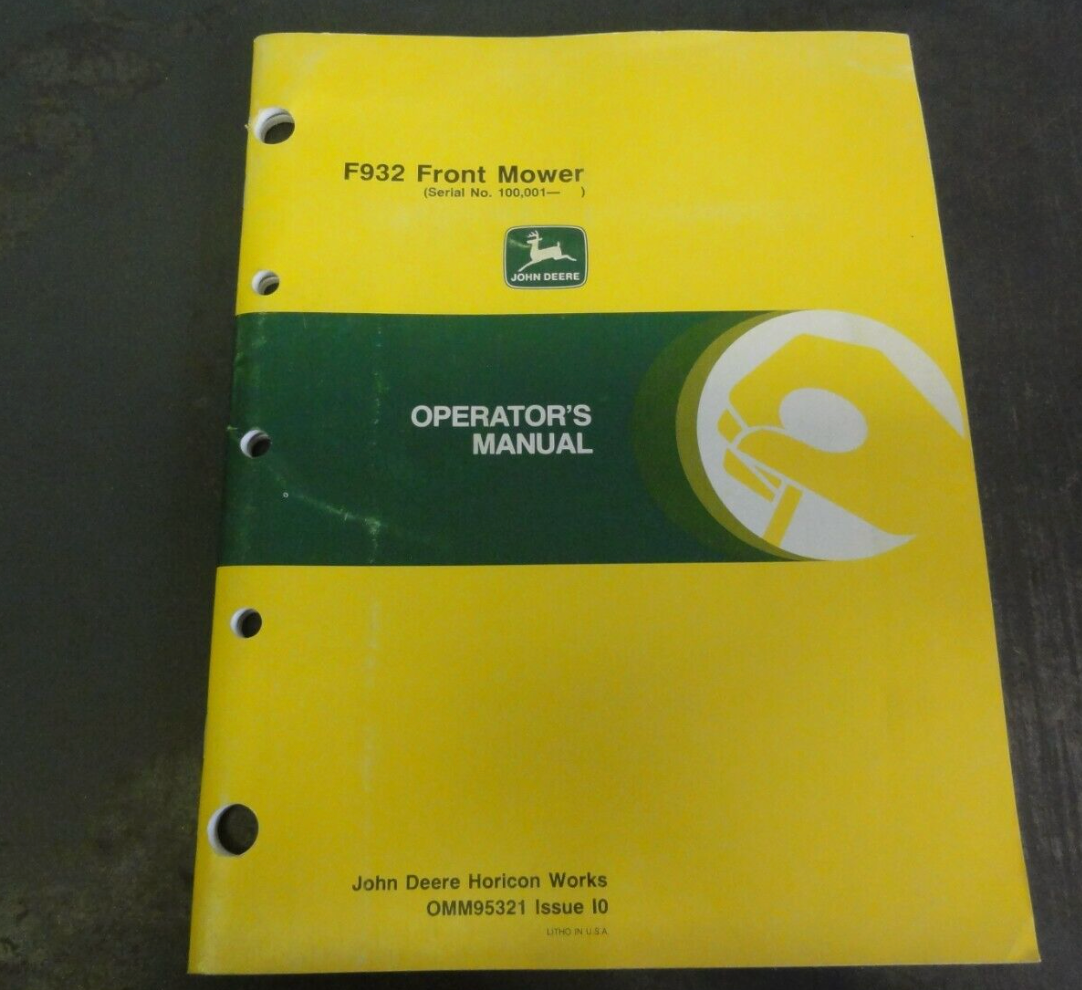 F932 Front Mower
(Serial No. 100,001— )
JOHN DEERE
OPERATOR'S
MANUAL
John Deere Horicon Works
OMM95321 Issue I0
LITHO IN U.S.A.